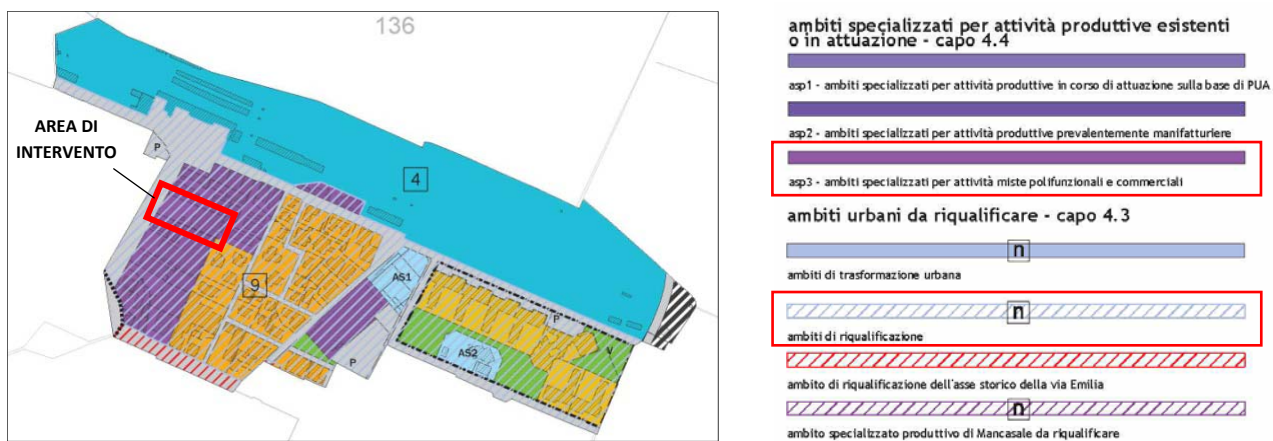 136
AREA DI
INTERVENTO
P
4
9
AS1
P
AS2
V
P
ambiti specializzati per attività produttive esistenti
o in attuazione - capo 4.4
asp1 - ambiti specializzati per attività produttive in corso di attuazione sulla base di PUA
asp2 - ambiti specializzati per attività produttive prevalentemente manifatturiere
asp3 - ambiti specializzati per attività miste polifunzionali e commerciali
ambiti urbani da riqualificare - capo 4.3
n
ambiti di trasformazione urbana
n
ambiti di riqualificazione
ambito di riqualificazione dell'asse storico della via Emilia
n
ambito specializzato produttivo di Mancasale da riqualificare